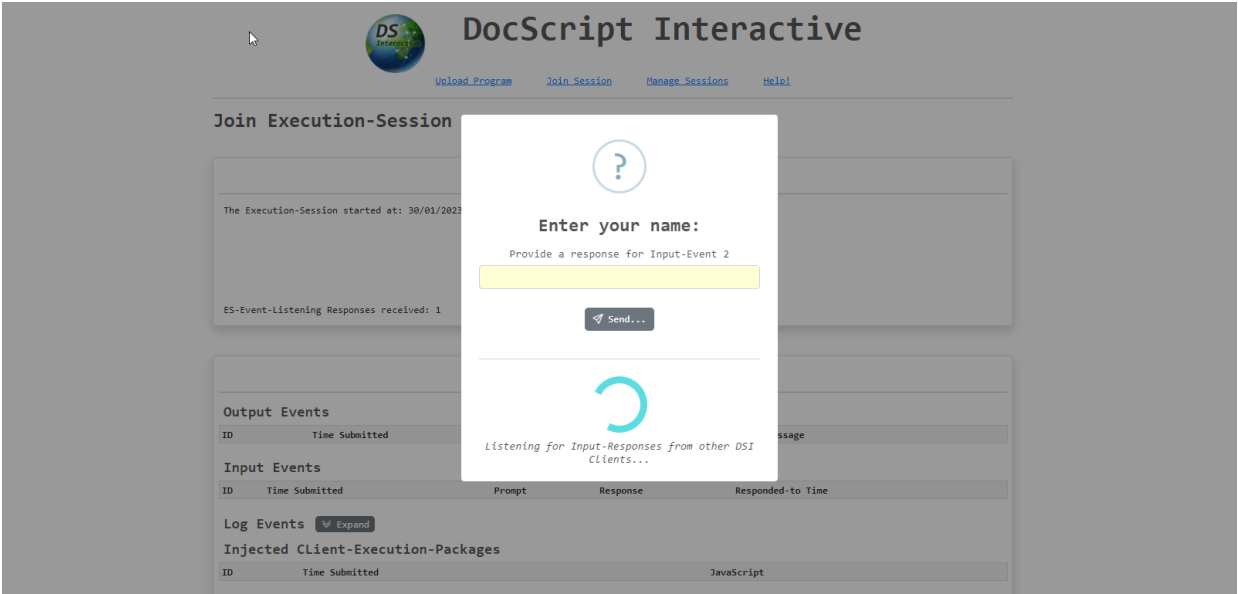 DS
Interactive
DocScript Interactive
Upload Program Join Session Manage Sessions Help!
Join Execution-Session
?
The Execution-Session started at: 30/01/2023
Enter your name:
Provide a response for Input-Event 2
ES-Event-Listening Responses received: 1
Send...
Listening for Input-Responses from other DSI
Clients...
Output Events
ID Time Submitted ssage
Input Events
ID Time Submitted Prompt Response Responded-to Time
Log Events Expand
Injected CLient-Execution-Packages
ID Time Submitted JavaScript